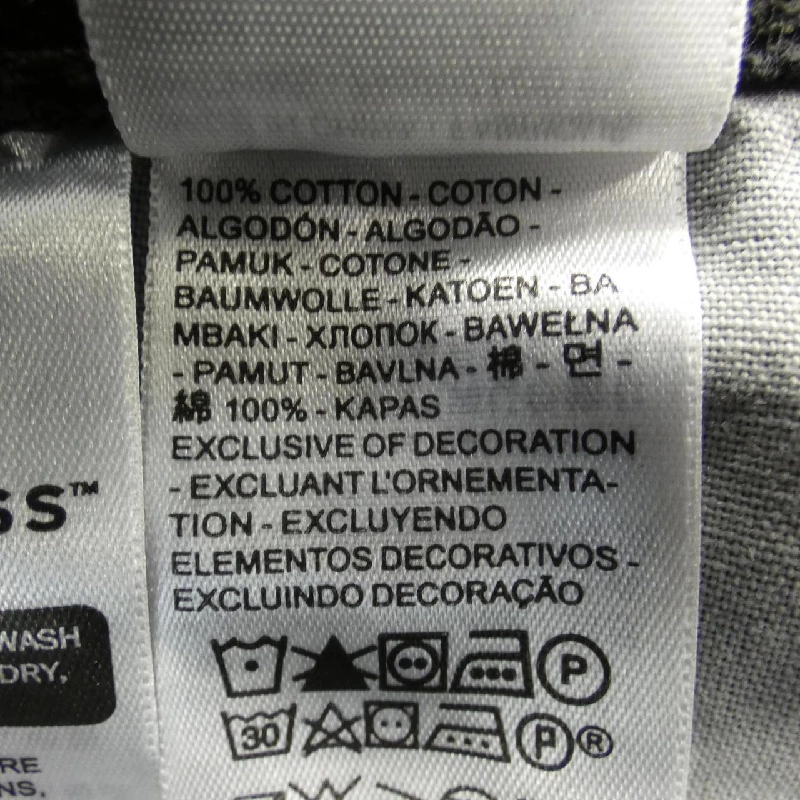 100% COTTON - COTON -
ALGODÓN - ALGODÃO -
PAMUK - COTONE -
BAUMWOLLE - KATOEN - BA
MBAKI - ХЛОПОК - BAWEŁNA
- PAMUT - BAVLNA - 棉 - 면 -
綿 100% - KAPAS
EXCLUSIVE OF DECORATION
- EXCLUANT L'ORNEMENTA-
TION - EXCLUYENDO
ELEMENTOS DECORATIVOS -
EXCLUINDO DECORAÇÃO
P
30 P ®
SS™
WASH
DRY,
RE
NS.